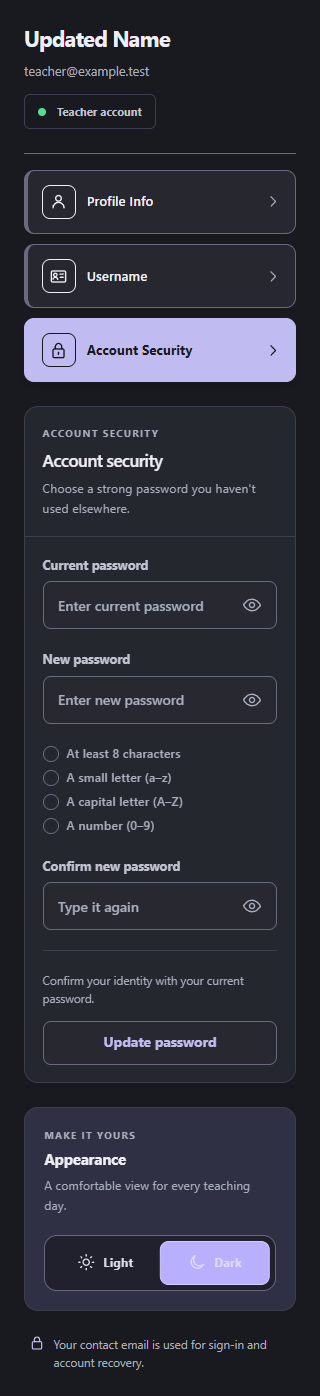 Updated Name
teacher@example.test
Teacher account
Profile Info
Username
Account Security
ACCOUNT SECURITY
Account security
Choose a strong password you haven't
used elsewhere.
Current password
Enter current password
New password
Enter new password
At least 8 characters
A small letter (a–z)
A capital letter (A–Z)
A number (0–9)
Confirm new password
Type it again
Confirm your identity with your current
password.
Update password
MAKE IT YOURS
Appearance
A comfortable view for every teaching
day.
Light
Dark
Your contact email is used for sign-in and
account recovery.